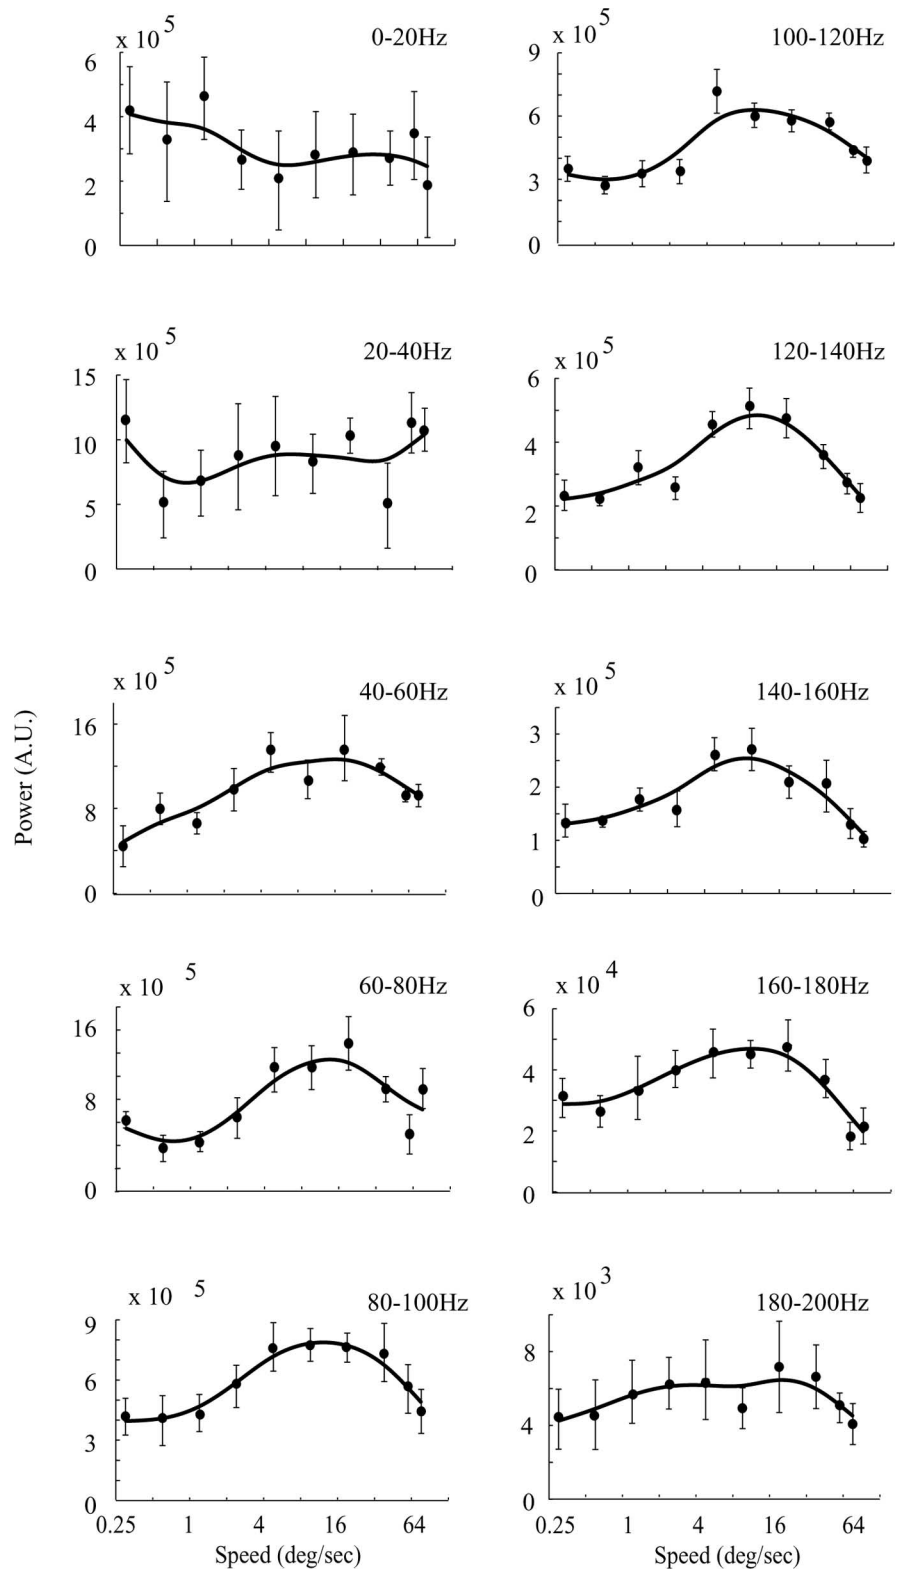 x 10 5
0-20Hz
6
4
2
0
x 10 5
100-120Hz
9
6
3
0
x 10 5
20-40Hz
15
10
5
0
x 10 5
120-140Hz
6
4
2
0
x 10 5
40-60Hz
16
8
0
x 10 5
140-160Hz
3
2
1
0
Power (A.U.)
x 10 5
60-80Hz
16
8
0
x 10 4
160-180Hz
6
4
2
0
x 10 5
80-100Hz
9
6
3
0
0.25 1 4 16 64
Speed (deg/sec)
x 10 3
180-200Hz
8
4
0
0.25 1 4 16 64
Speed (deg/sec)